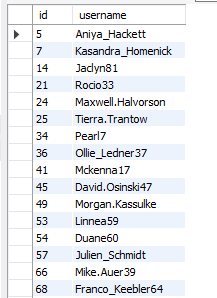 id username
5 Aniya_Hackett
7 Kasandra_Homenick
14 Jaclyn81
21 Rocio33
24 Maxwell.Halvorson
25 Tierra.Trantow
34 Pearl7
36 Ollie_Ledner37
41 Mckenna17
45 David.Osinski47
49 Morgan.Kassulke
53 Linnea59
54 Duane60
57 Julien_Schmidt
66 Mike.Auer39
68 Franco_Keebler64